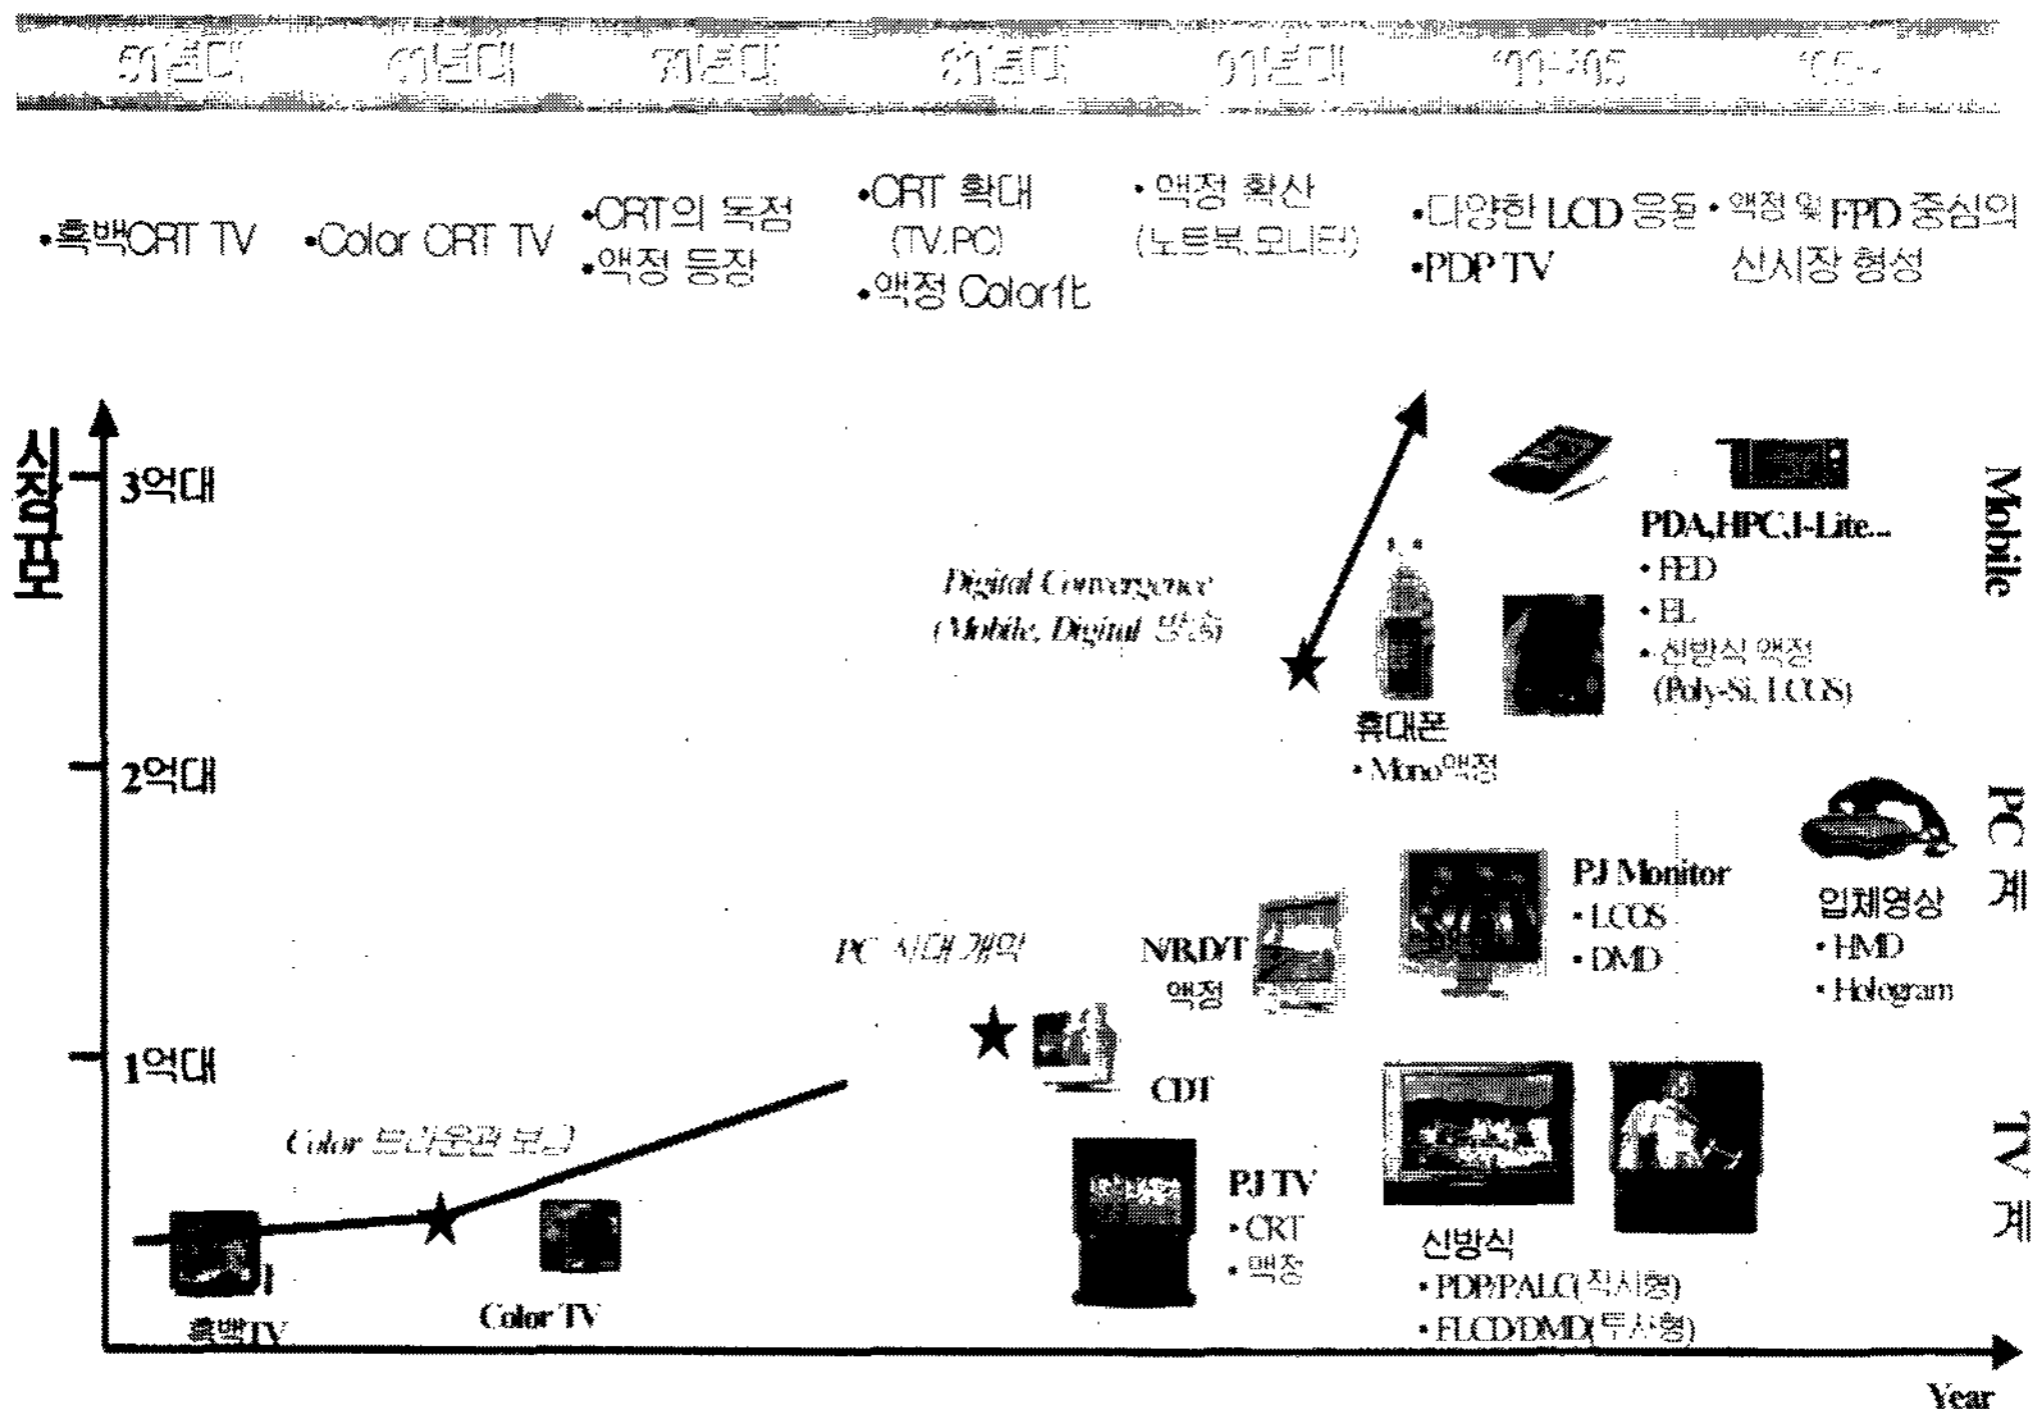 50년대 60년대 70년대 80년대 90년대 '00-'05 '05-
•흑백CRT TV
•Color CRT TV
•CRT의 독점
•액정 등장
•CRT 확대
(TV.PC)
•액정 Color化
• 액정 확산
(노트북.모니터)
•다양한 LCD 응용
•PDP TV
• 액정 및 FPD 중심의
신시장 형성
시장규모
3억대
2억대
1억대
Digital Convergence
(Mobile, Digital 방송)
PDA,HPC,I-Lite...
• FED
• EL
• 신방식 액정
(Poly-Si, LCOS)
Mobile
휴대폰
• Mono액정
PC 시대 개막
N/B,D/T
액정
PJ Monitor
• LCOS
• DMD
입체영상
• HMD
• Hologram
PC 계
CDT
Color 브라운관 보급
흑백TV
Color TV
PJ TV
• CRT
• 액정
신방식
• PDP/PALC(직시형)
• FLCD/DMD(투사형)
TV 계
Year